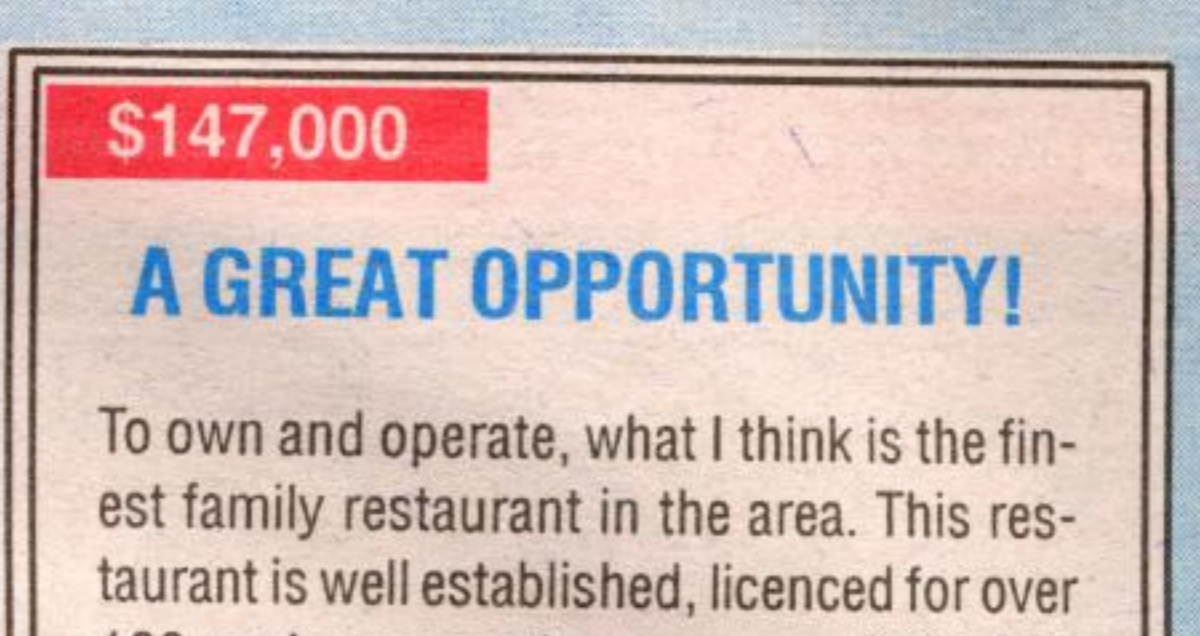 $147,000
A GREAT OPPORTUNITY!
To own and operate, what I think is the fin-
est family restaurant in the area. This res-
taurant is well established, licenced for over